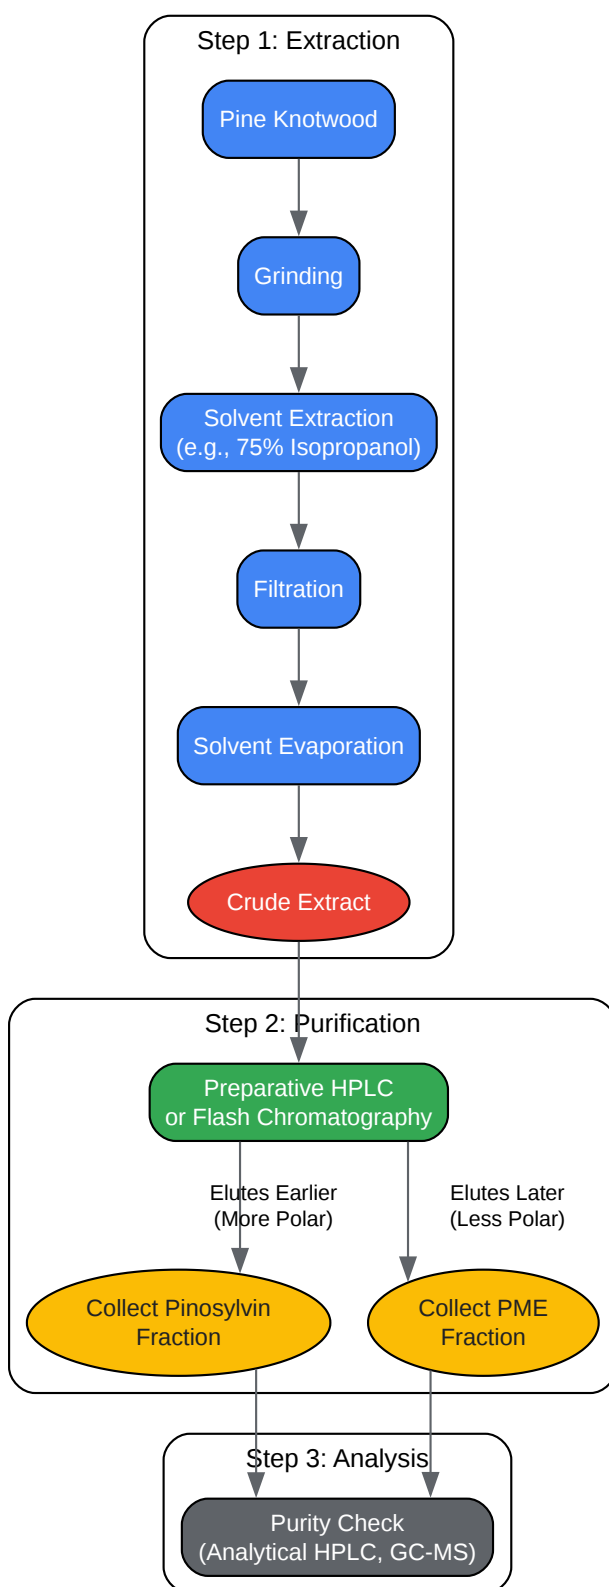 Step 1: Extraction
Pine Knotwood
Grinding
Solvent Extraction
(e.g., 75% Isopropanol)
Filtration
Solvent Evaporation
Crude Extract
Step 2: Purification
Preparative HPLC
or Flash Chromatography
Elutes Earlier
(More Polar)
Elutes Later
(Less Polar)
Collect Pinosylvin
Fraction
Collect PME
Fraction
Step 3: Analysis
Purity Check
(Analytical HPLC, GC-MS)